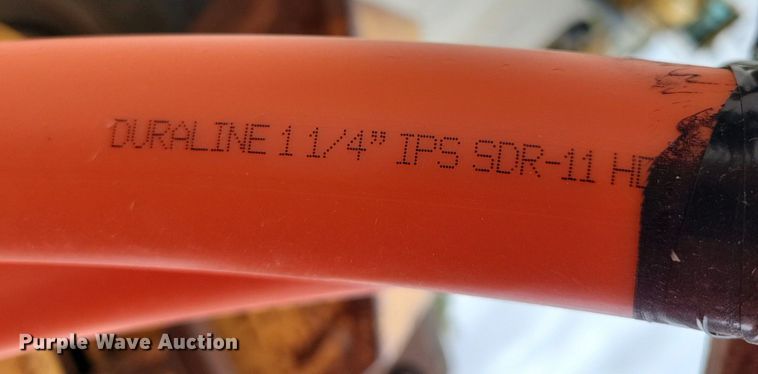 DURALINE 1 1/4” IPS SDR-11 HD
Purple Wave Auction